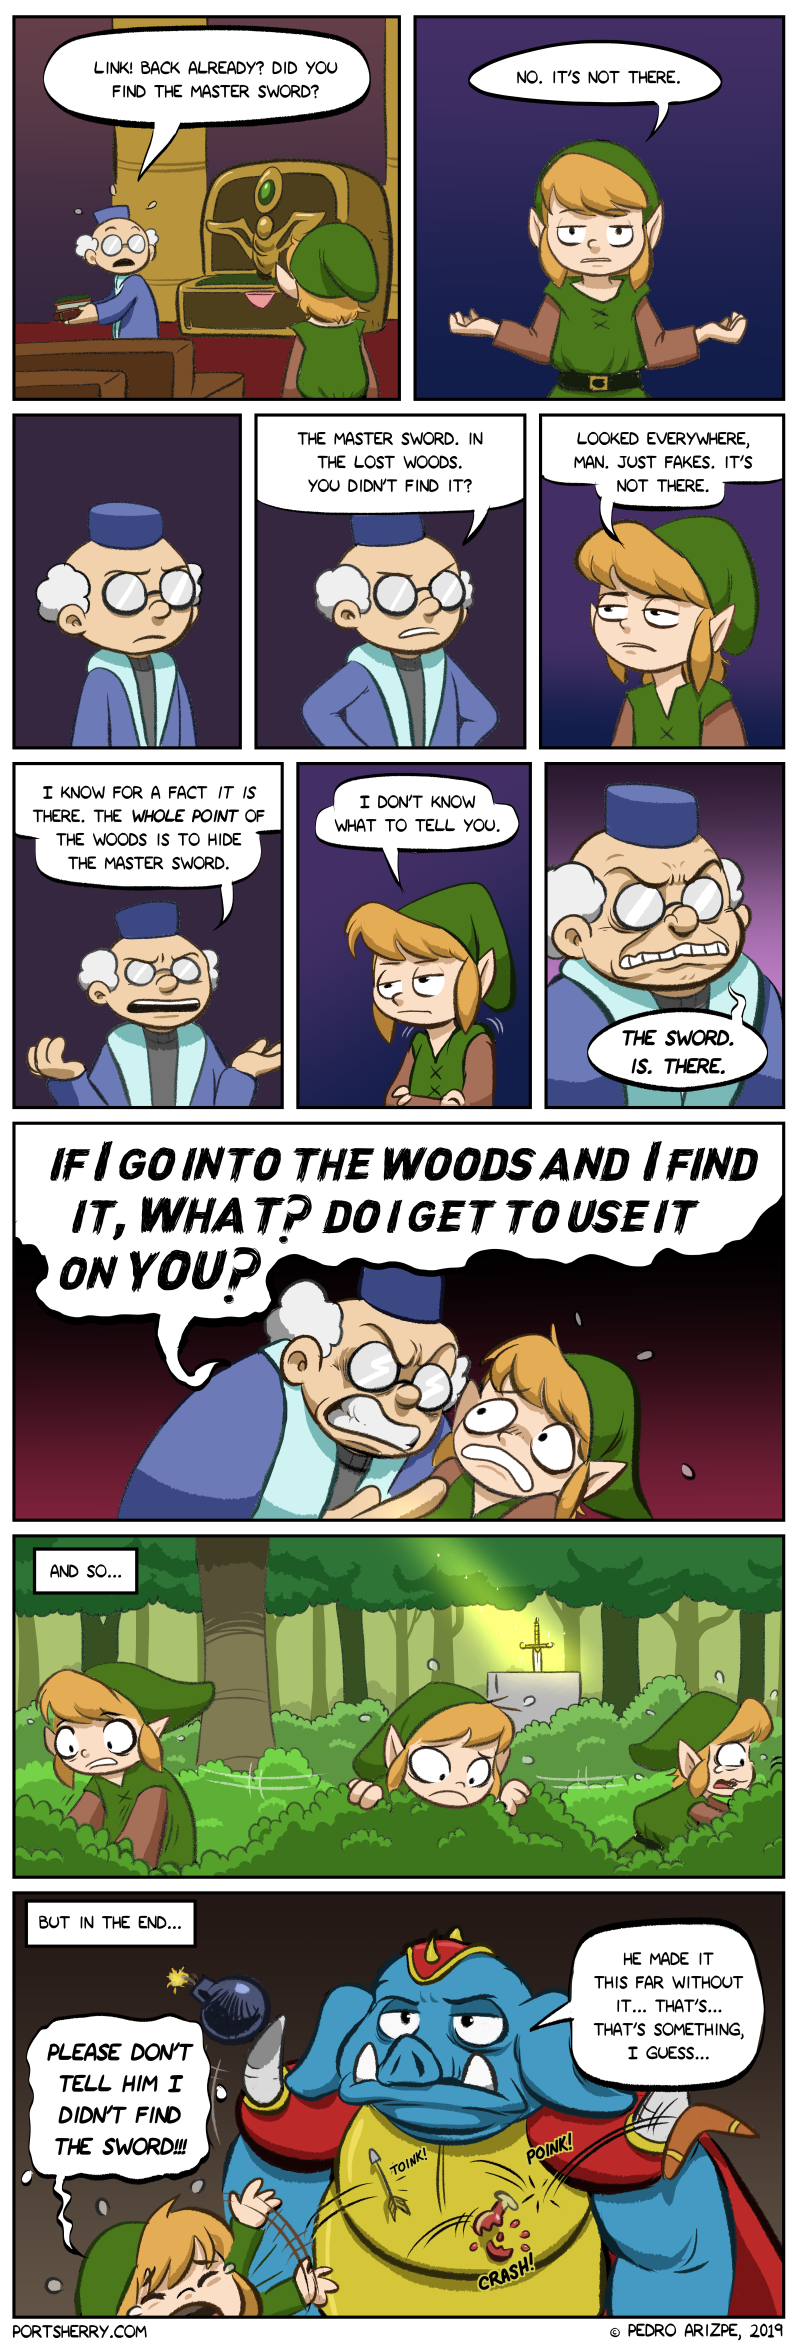 LINK! BACK ALREADY? DID YOU
FIND THE MASTER SWORD?
NO. IT'S NOT THERE.
THE MASTER SWORD. IN
THE LOST WOODS.
YOU DIDN'T FIND IT?
LOOKED EVERYWHERE,
MAN. JUST FAKES. IT'S
NOT THERE.
I KNOW FOR A FACT IT IS
THERE. THE WHOLE POINT OF
THE WOODS IS TO HIDE
THE MASTER SWORD.
I DON'T KNOW
WHAT TO TELL YOU.
THE SWORD.
IS. THERE.
IF I GO INTO THE WOODS AND I FIND
IT, WHAT? DO I GET TO USE IT
ON YOU?
AND SO...
BUT IN THE END...
HE MADE IT
THIS FAR WITHOUT
IT... THAT'S...
THAT'S SOMETHING,
I GUESS...
PLEASE DON'T
TELL HIM I
DIDN'T FIND
THE SWORD!!!
TOINK!
POINK!
CRASH!
PORTSHERRY.COM
© PEDRO ARIZPE, 2019